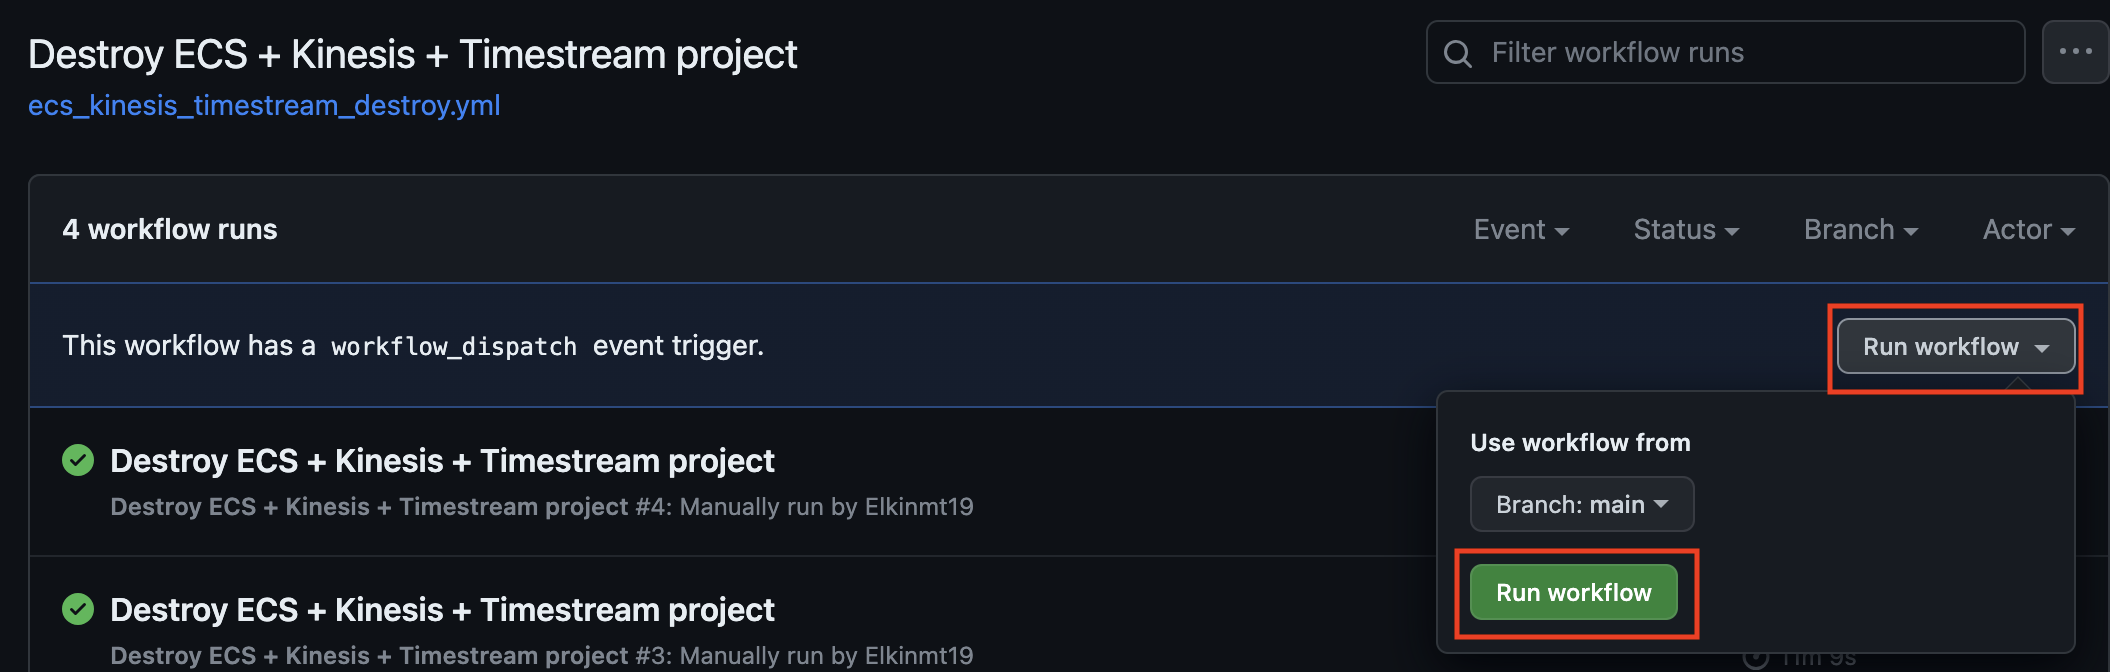 Destroy ECS + Kinesis + Timestream project
Filter workflow runs
ecs_kinesis_timestream_destroy.yml
4 workflow runs
Event
Status
Branch
Actor
This workflow has a workflow_dispatch event trigger.
Run workflow
Use workflow from
Branch: main
Run workflow
Destroy ECS + Kinesis + Timestream project
Destroy ECS + Kinesis + Timestream project #4: Manually run by Elkinmt19
Destroy ECS + Kinesis + Timestream project
Destroy ECS + Kinesis + Timestream project #3: Manually run by Elkinmt19
11m 9s